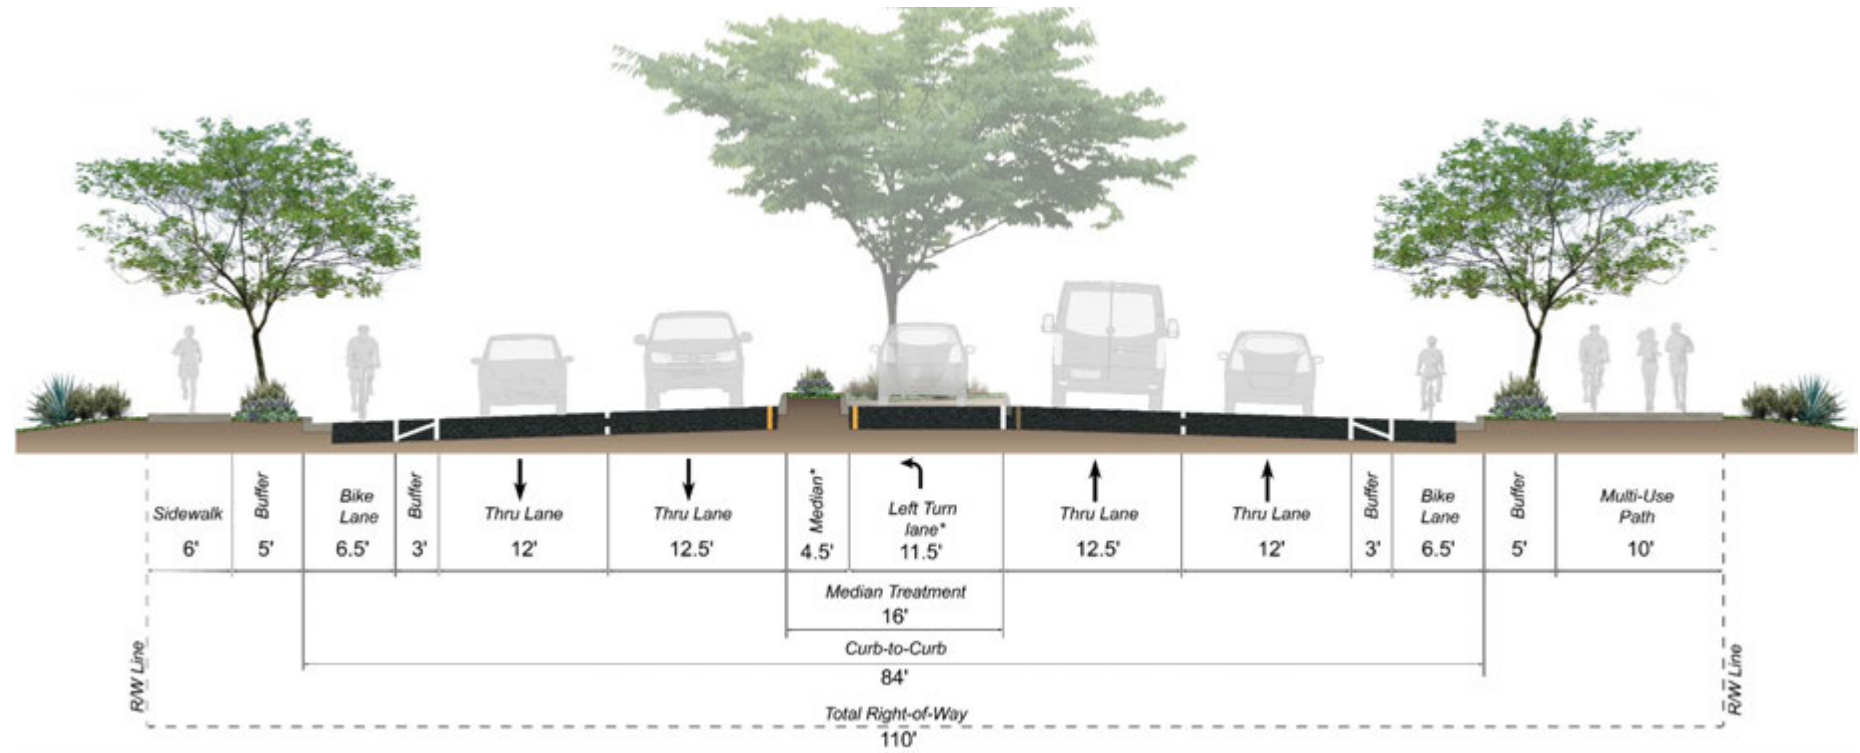 Sidewalk
6'
Buffer
5'
Bike
Lane
6.5'
Buffer
3'
Thru Lane
12'
Thru Lane
12.5'
Median*
4.5'
Left Turn
lane*
11.5'
Thru Lane
12.5'
Thru Lane
12'
Buffer
3'
Bike
Lane
6.5'
Buffer
5'
Multi-Use
Path
10'
Median Treatment
16'
Curb-to-Curb
84'
R/W Line
R/W Line
Total Right-of-Way
110'